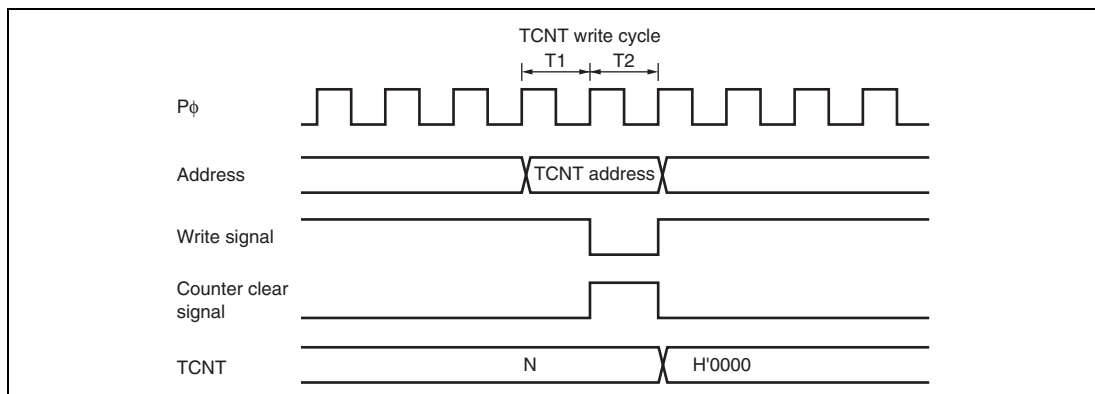 TCNT write cycle
T1 T2
Pϕ
Address
TCNT address
Write signal
Counter clear
signal
TCNT
N
H'0000